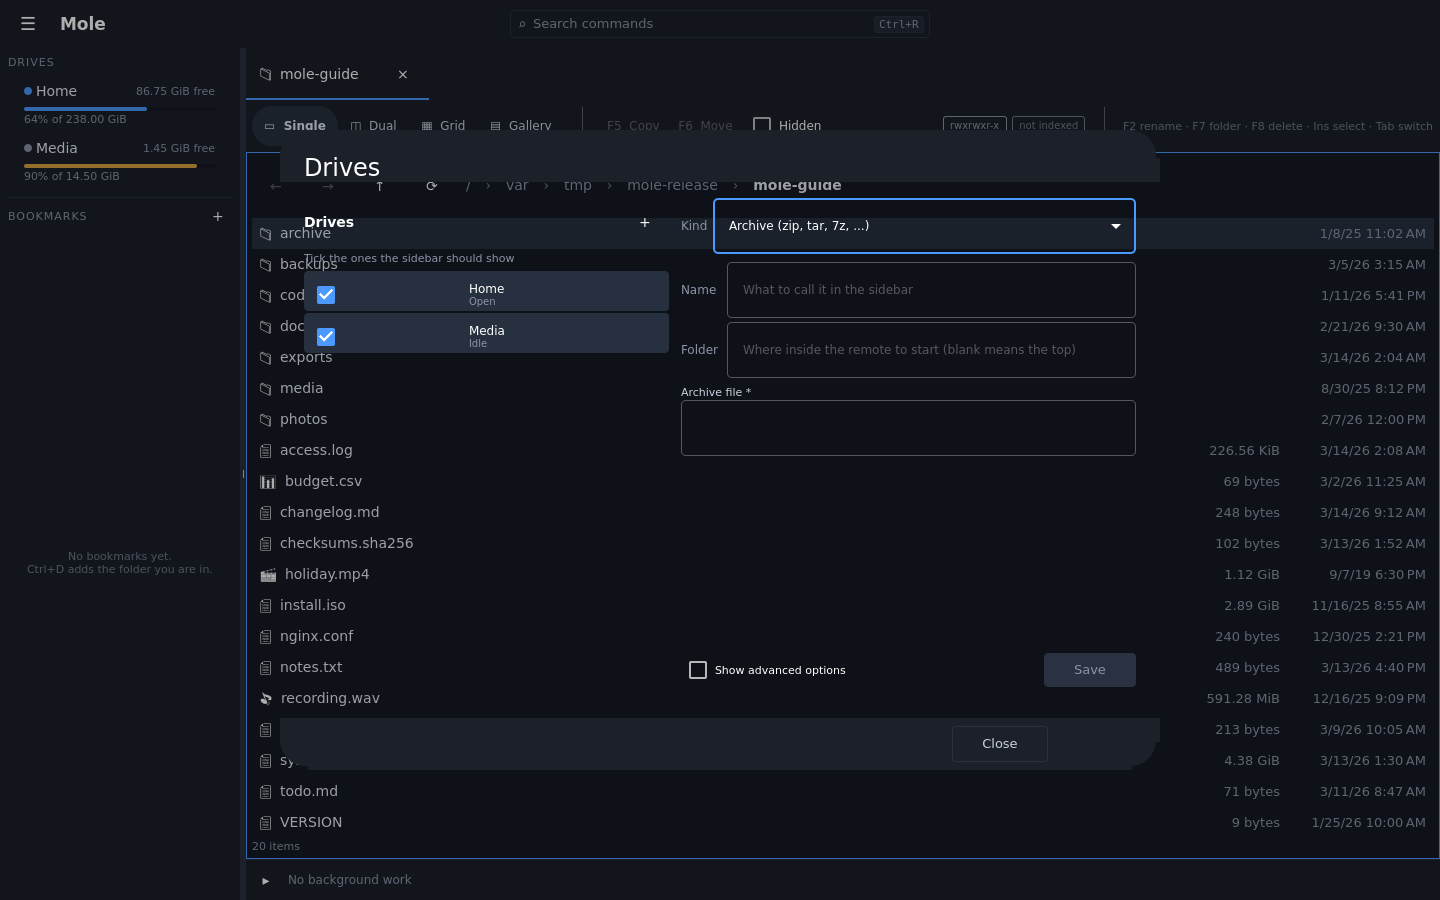 ☰ Mole
Search commands Ctrl+R
DRIVES
Home 86.75 GiB free
64% of 238.00 GiB
Media 1.45 GiB free
90% of 14.50 GiB
BOOKMARKS +
No bookmarks yet.
Ctrl+D adds the folder you are in.
mole-guide ×
Single Dual Grid Gallery F5 Copy F6 Move Hidden rwxrwxr-x not indexed F2 rename · F7 folder · F8 delete · Ins select · Tab switch
← → ↑ ⟳ / › var › tmp › mole-release › mole-guide
Drives
Drives +
Tick the ones the sidebar should show
Home
Open
Media
Idle
Kind Archive (zip, tar, 7z, ...)
Name What to call it in the sidebar
Folder Where inside the remote to start (blank means the top)
Archive file *
Show advanced options Save
Close
archive 1/8/25 11:02 AM
backups 3/5/26 3:15 AM
cod 1/11/26 5:41 PM
doc 2/21/26 9:30 AM
exports 3/14/26 2:04 AM
media 8/30/25 8:12 PM
photos 2/7/26 12:00 PM
access.log 226.56 KiB 3/14/26 2:08 AM
budget.csv 69 bytes 3/2/26 11:25 AM
changelog.md 248 bytes 3/14/26 9:12 AM
checksums.sha256 102 bytes 3/13/26 1:52 AM
holiday.mp4 1.12 GiB 9/7/19 6:30 PM
install.iso 2.89 GiB 11/16/25 8:55 AM
nginx.conf 240 bytes 12/30/25 2:21 PM
notes.txt 489 bytes 3/13/26 4:40 PM
recording.wav 591.28 MiB 12/16/25 9:09 PM
213 bytes 3/9/26 10:05 AM
4.38 GiB 3/13/26 1:30 AM
todo.md 71 bytes 3/11/26 8:47 AM
VERSION 9 bytes 1/25/26 10:00 AM
20 items
No background work